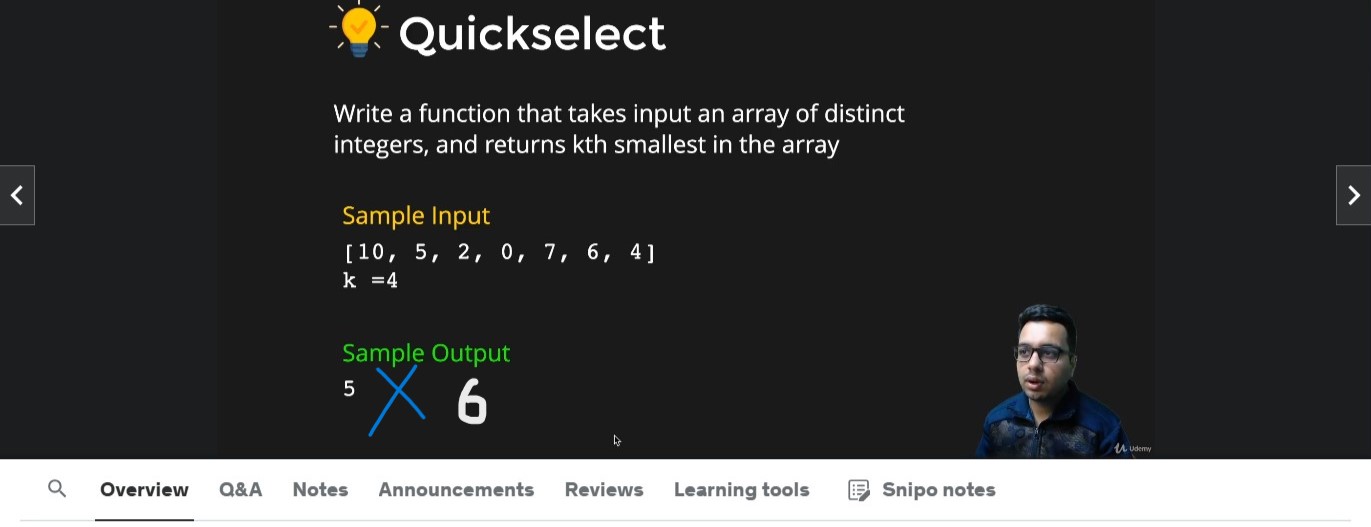 Quickselect
Write a function that takes input an array of distinct
integers, and returns kth smallest in the array
Sample Input
[10, 5, 2, 0, 7, 6, 4]
k =4
Sample Output
5 6
Udemy
Overview Q&A Notes Announcements Reviews Learning tools Snipo notes